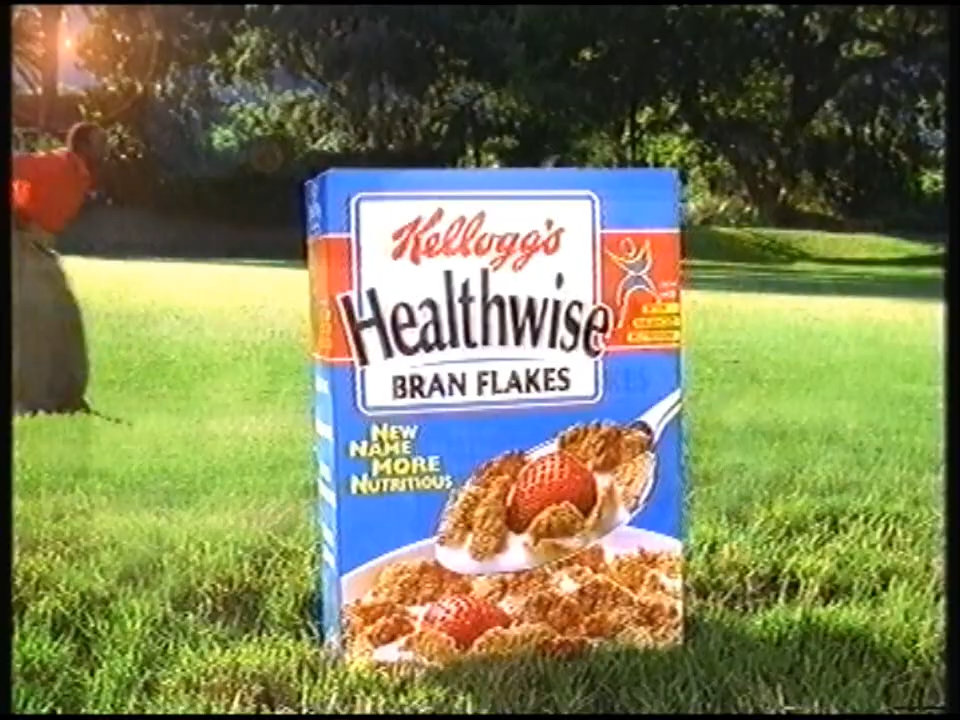 Kellogg's
Healthwise
BRAN FLAKES
NEW
NAME
MORE
NUTRITIOUS